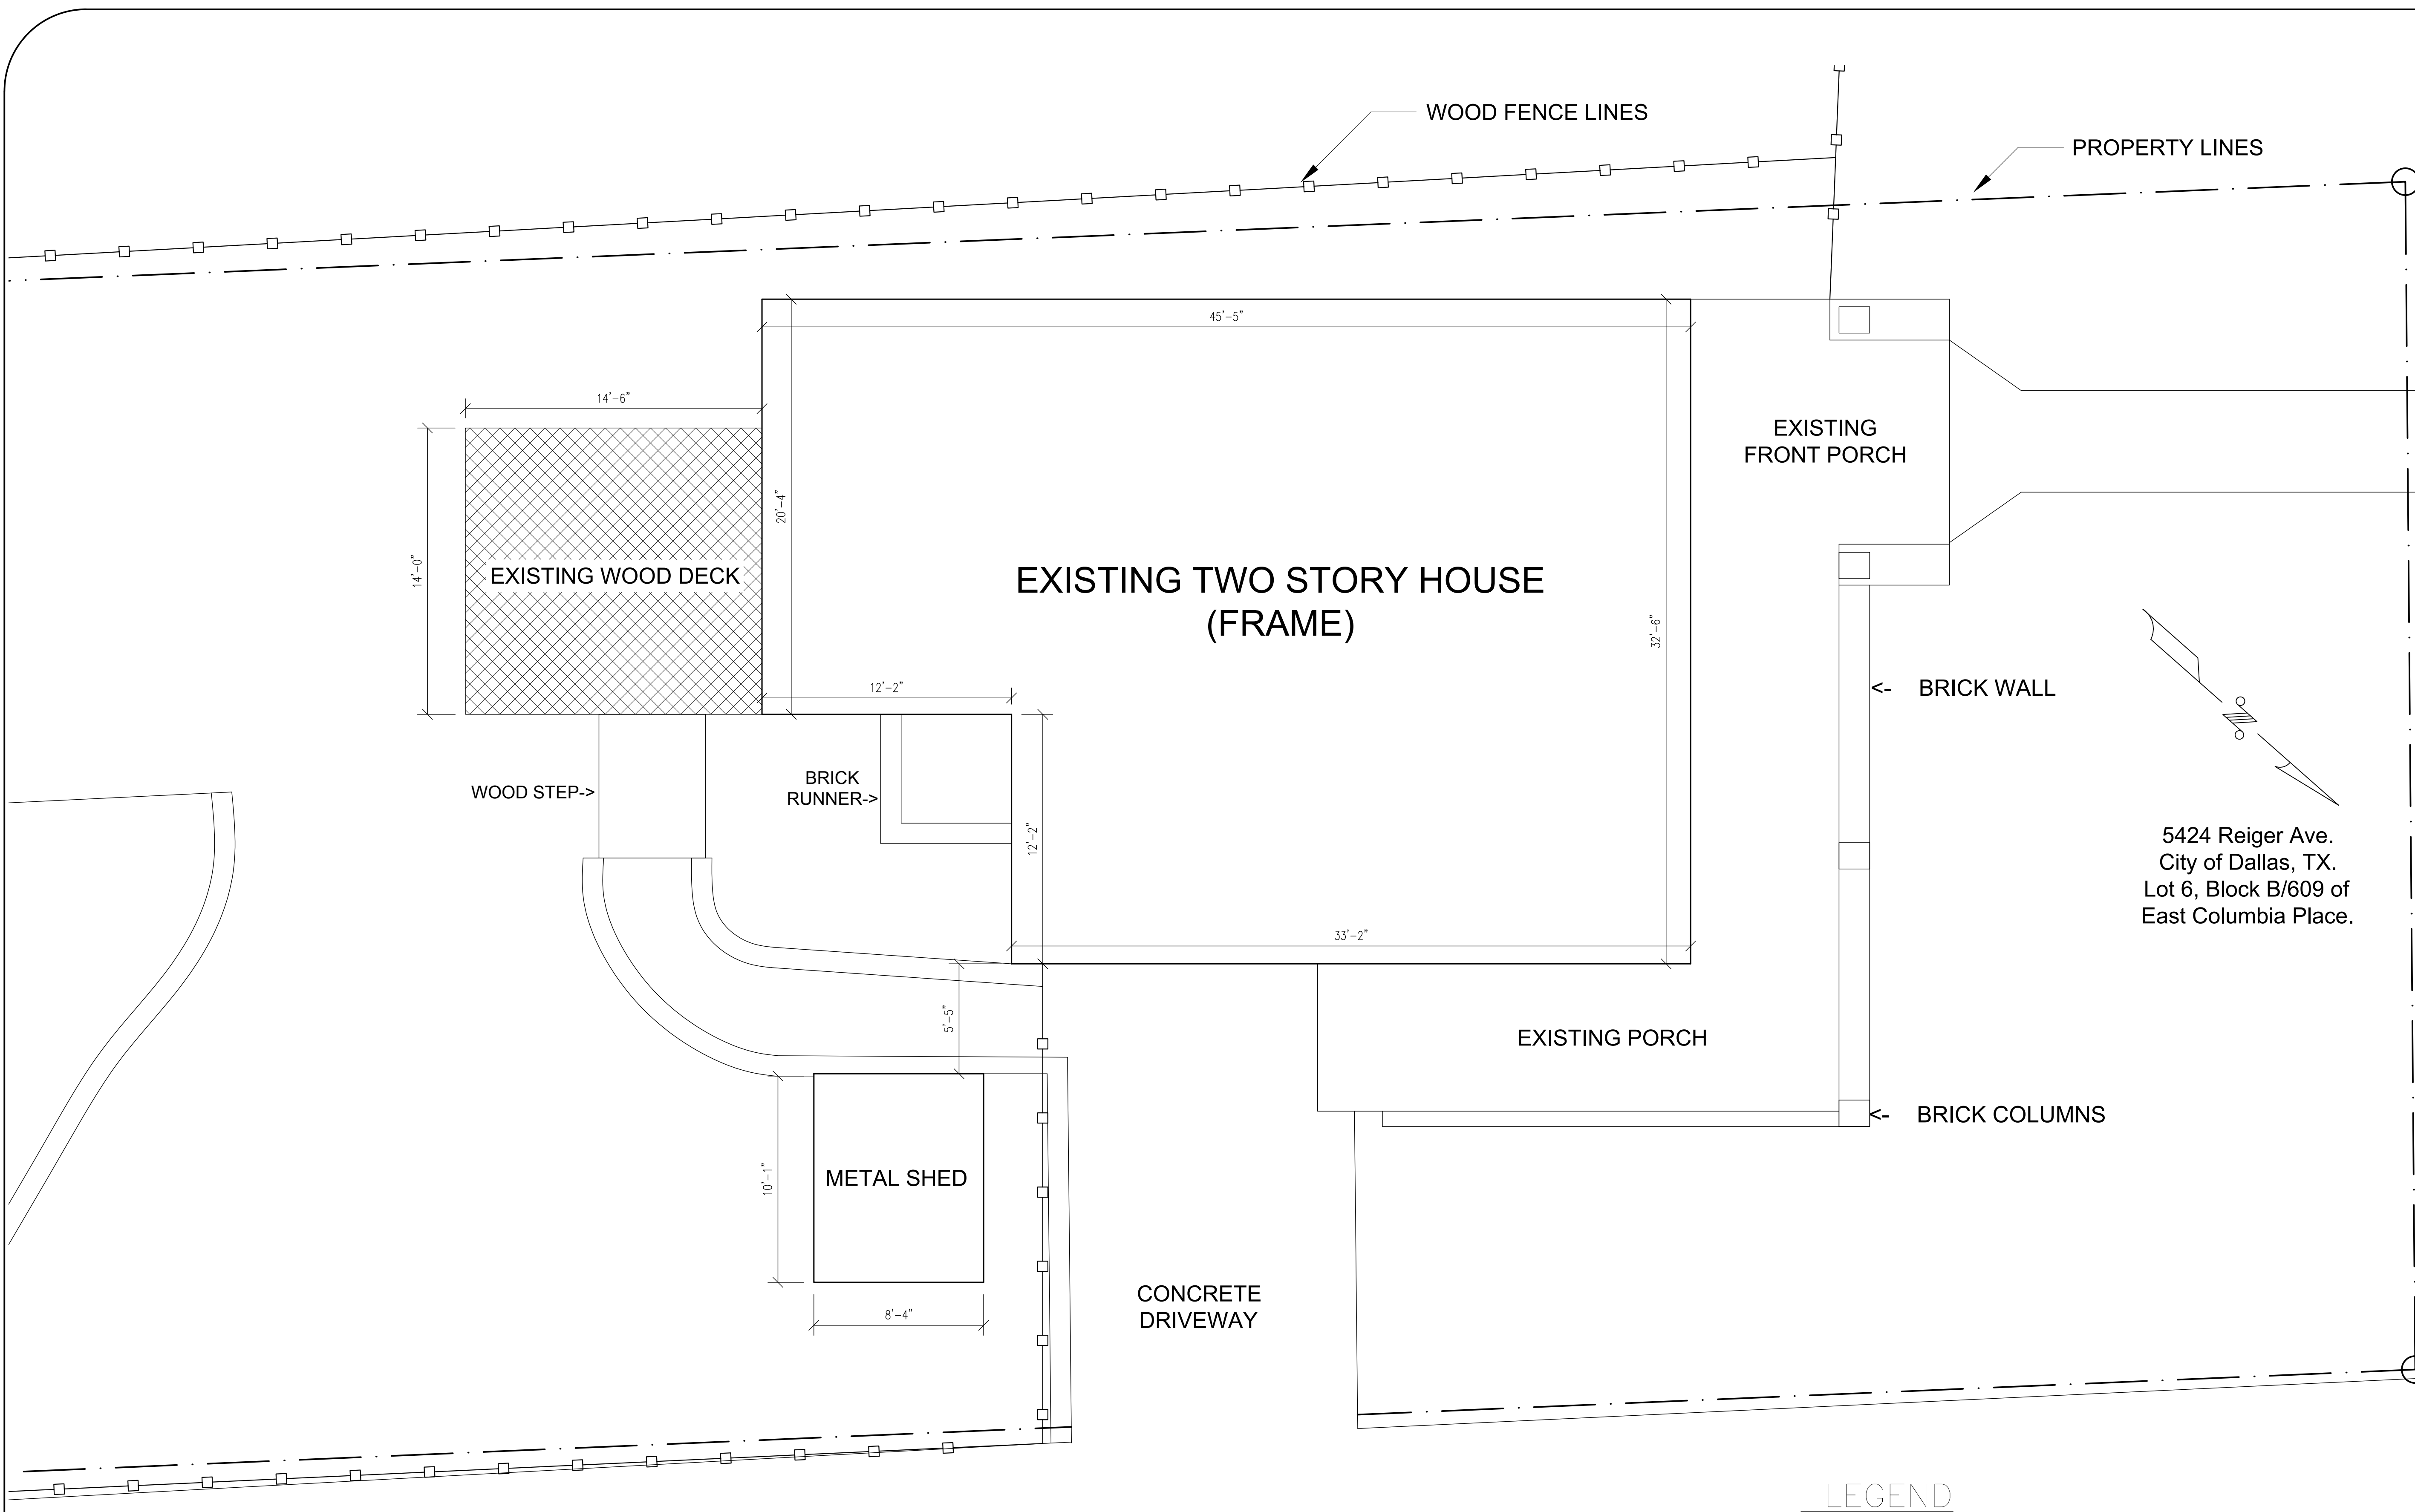 WOOD FENCE LINES
PROPERTY LINES
45'-5"
14'-6"
EXISTING
FRONT PORCH
20'-4"
14'-0"
EXISTING WOOD DECK
EXISTING TWO STORY HOUSE
(FRAME)
32'-6"
12'-2"
<- BRICK WALL
WOOD STEP->
BRICK
RUNNER->
12'-2"
5424 Reiger Ave.
City of Dallas, TX.
Lot 6, Block B/609 of
East Columbia Place.
33'-2"
5'-5"
EXISTING PORCH
<- BRICK COLUMNS
10'-1"
METAL SHED
CONCRETE
DRIVEWAY
8'-4"
LEGEND